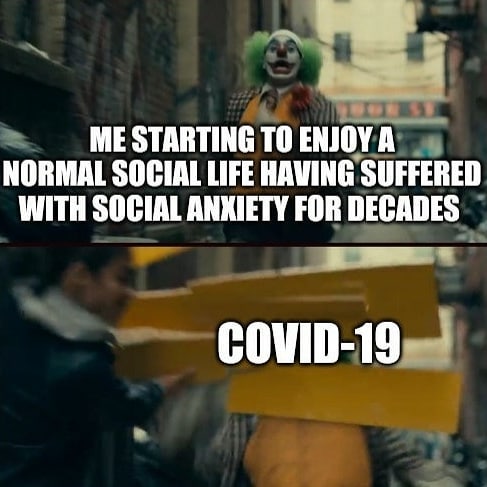 ME STARTING TO ENJOY A
NORMAL SOCIAL LIFE HAVING SUFFERED
WITH SOCIAL ANXIETY FOR DECADES
COVID-19